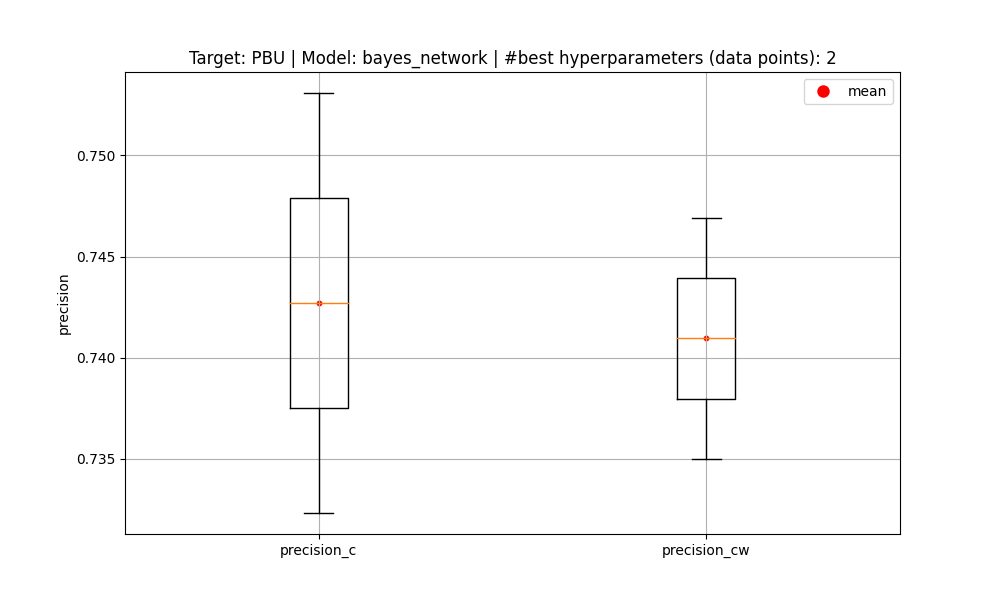 Target: PBU | Model: bayes_network | #best hyperparameters (data points): 2
mean
0.750
0.745
0.740
0.735
precision
precision_c
precision_cw